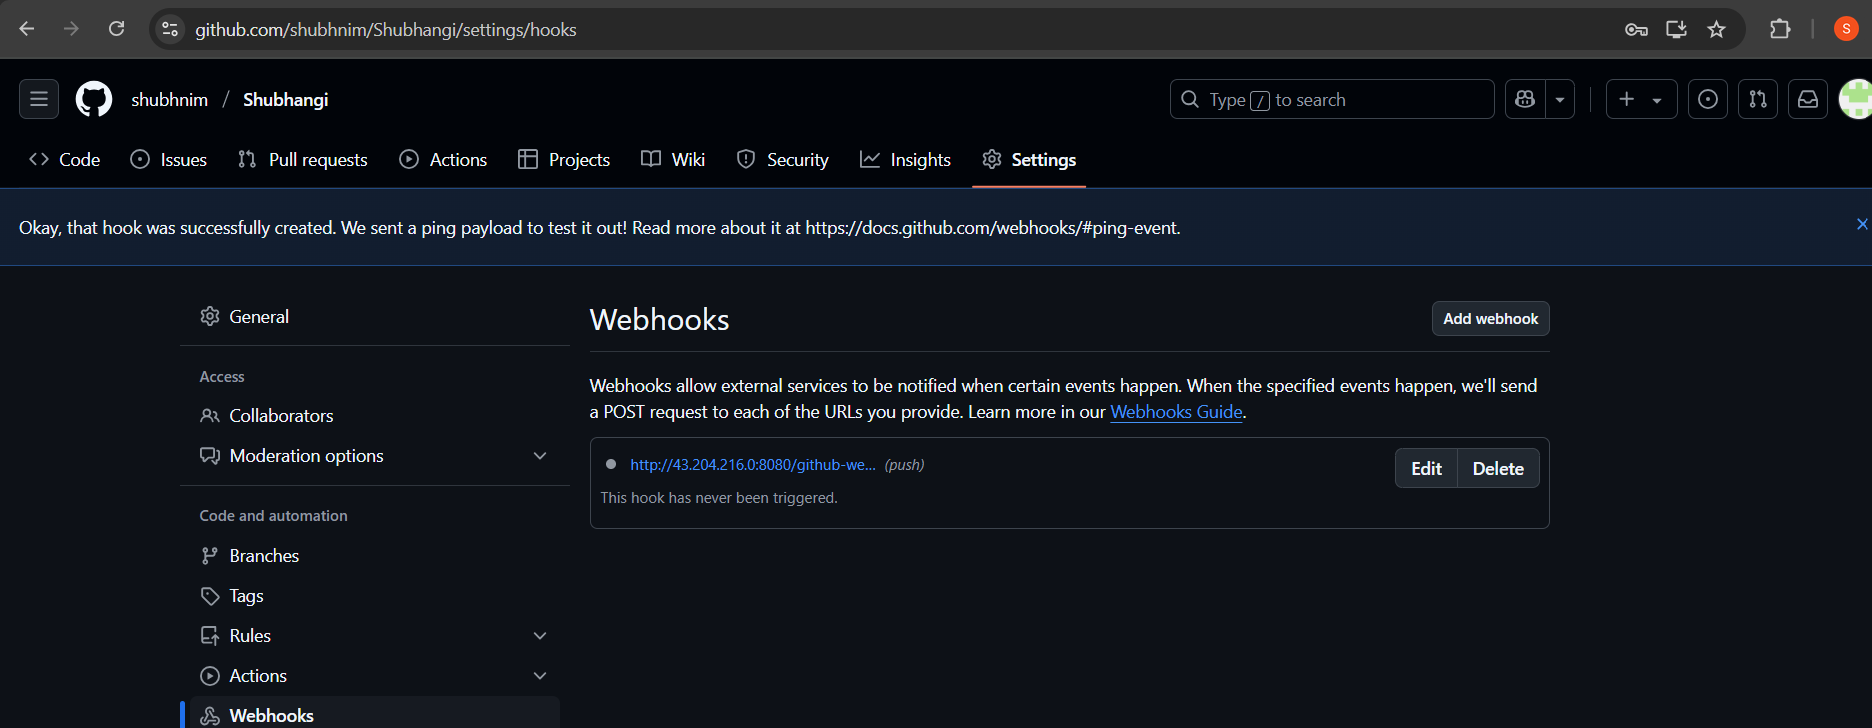 github.com/shubhnim/Shubhangi/settings/hooks
S
shubhnim / Shubhangi
Type / to search
Code
Issues
Pull requests
Actions
Projects
Wiki
Security
Insights
Settings
Okay, that hook was successfully created. We sent a ping payload to test it out! Read more about it at https://docs.github.com/webhooks/#ping-event.
General
Access
Collaborators
Moderation options
Code and automation
Branches
Tags
Rules
Actions
Webhooks
Webhooks
Add webhook
Webhooks allow external services to be notified when certain events happen. When the specified events happen, we'll send
a POST request to each of the URLs you provide. Learn more in our Webhooks Guide.
http://43.204.216.0:8080/github-we... (push)
Edit
Delete
This hook has never been triggered.